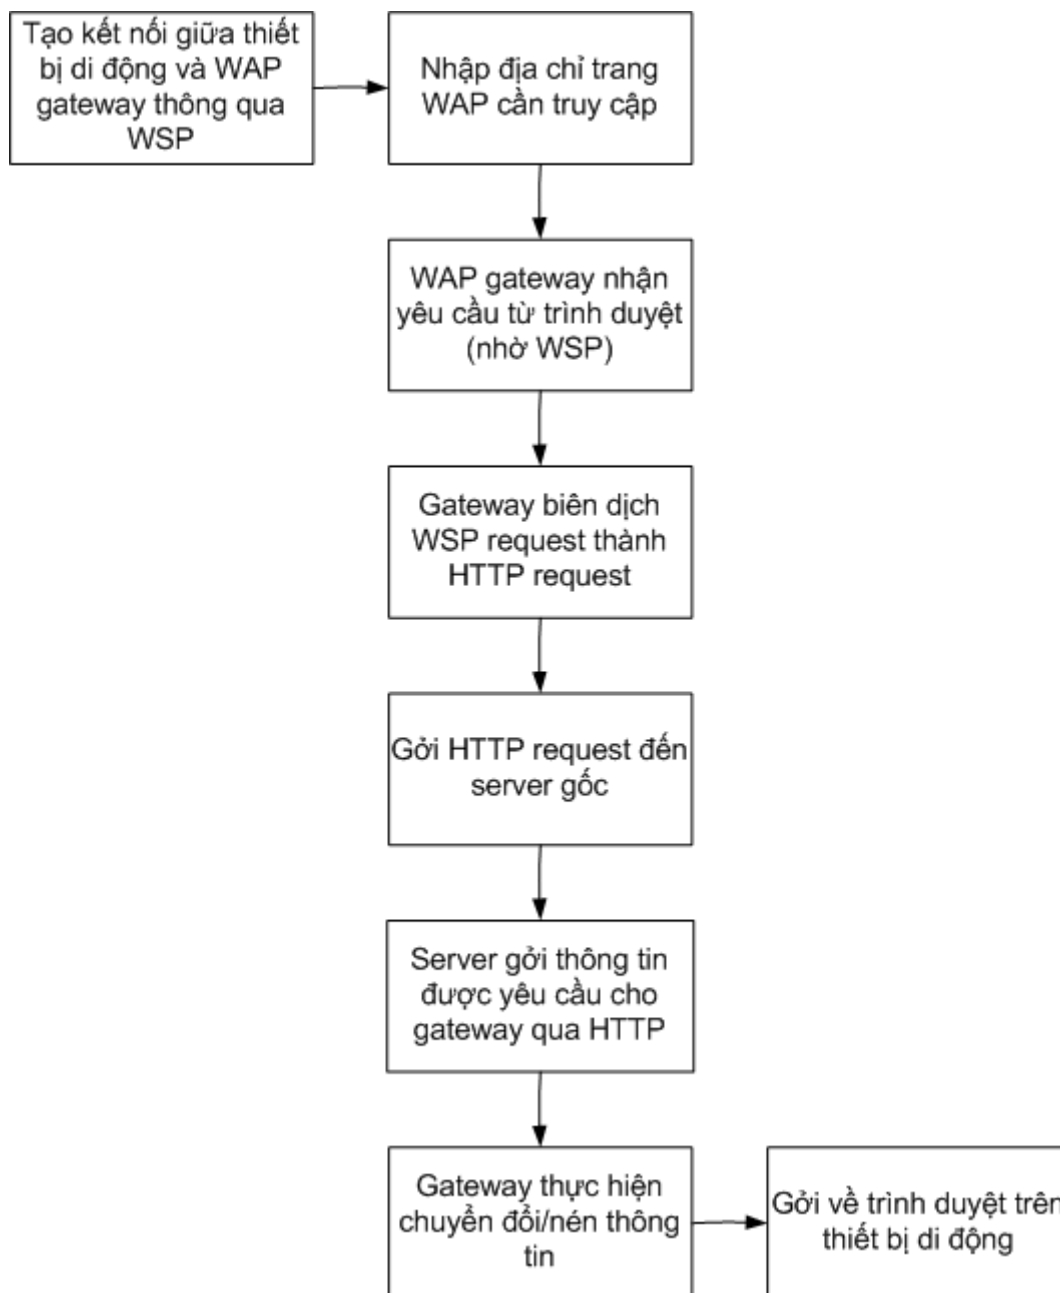 Tạo kết nối giữa thiết
bị di động và WAP
gateway thông qua
WSP
Nhập địa chỉ trang
WAP cần truy cập
WAP gateway nhận
yêu cầu từ trình duyệt
(nhờ WSP)
Gateway biên dịch
WSP request thành
HTTP request
Gởi HTTP request đến
server gốc
Server gởi thông tin
được yêu cầu cho
gateway qua HTTP
Gateway thực hiện
chuyển đổi/nén thông
tin
Gởi về trình duyệt trên
thiết bị di động